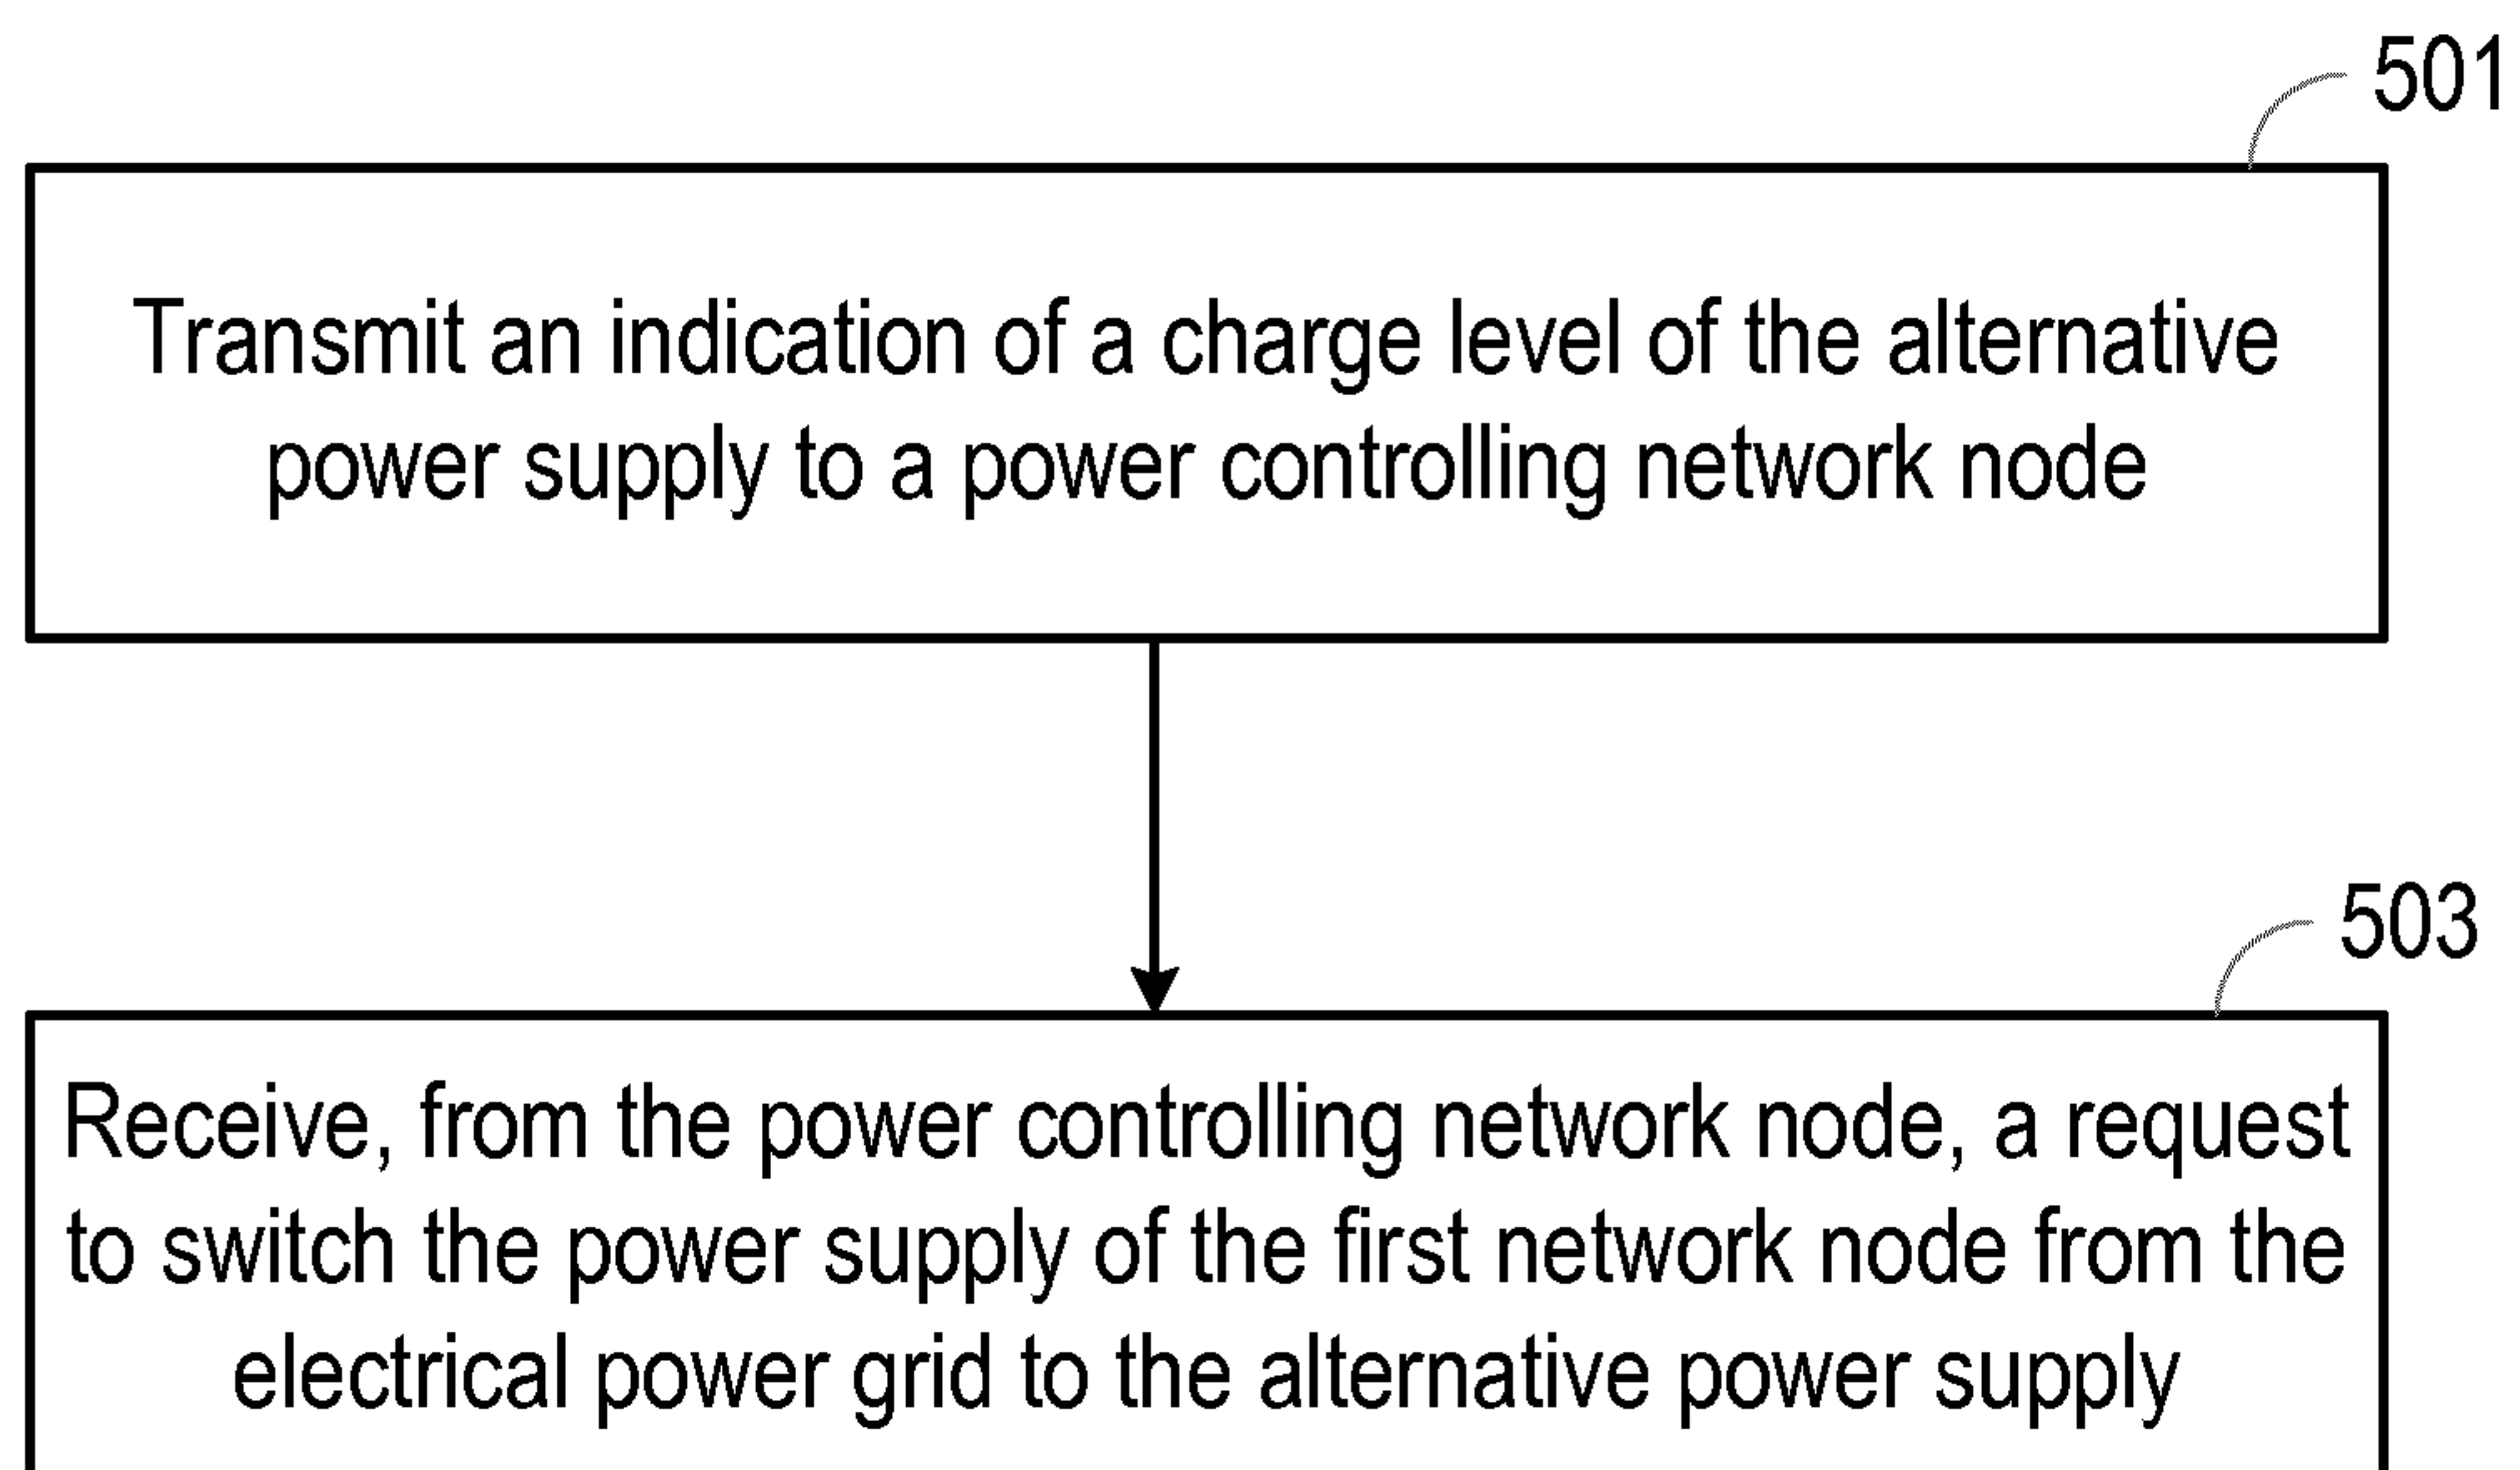 501
Transmit an indication of a charge level of the alternative
power supply to a power controlling network node
503
Receive, from the power controlling network node, a request
to switch the power supply of the first network node from the
electrical power grid to the alternative power supply